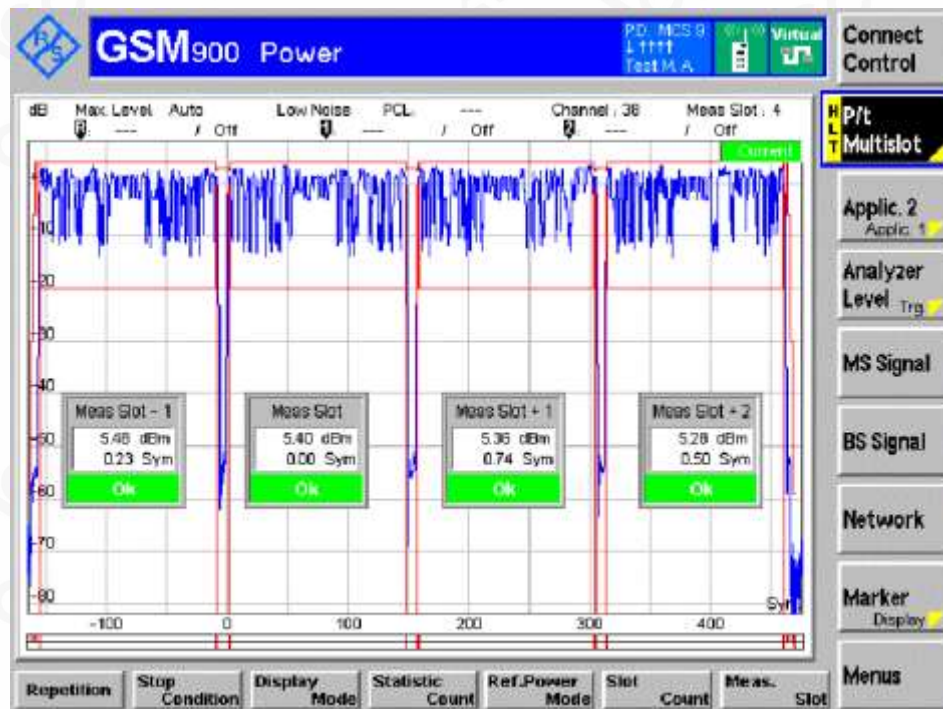 R S
GSM900 Power
P.D. MCS 9
↓↑↑↑↑
Test M. A.
Virtual
Connect
Control
dB Max. Level Auto Low Noise PCL: --- Channel : 38 Meas Slot : 4
--- / Off 1 --- / Off 2 --- / Off
Current
HLT
P/t
Multislot
Applic. 2
Applic. 1
Analyzer
Level Trg.
MS Signal
BS Signal
Network
Marker
Display
Menus
-10
-20
-30
-40
-50
-60
-70
-80
Meas Slot - 1
5.48 dBm
0.23 Sym
Ok
Meas Slot
5.40 dBm
0.00 Sym
Ok
Meas Slot + 1
5.36 dBm
0.74 Sym
Ok
Meas Slot + 2
5.28 dBm
0.50 Sym
Ok
Sym
-100 0 100 200 300 400
Repetition
Stop
Condition
Display
Mode
Statistic
Count
Ref.Power
Mode
Slot
Count
Meas.
Slot